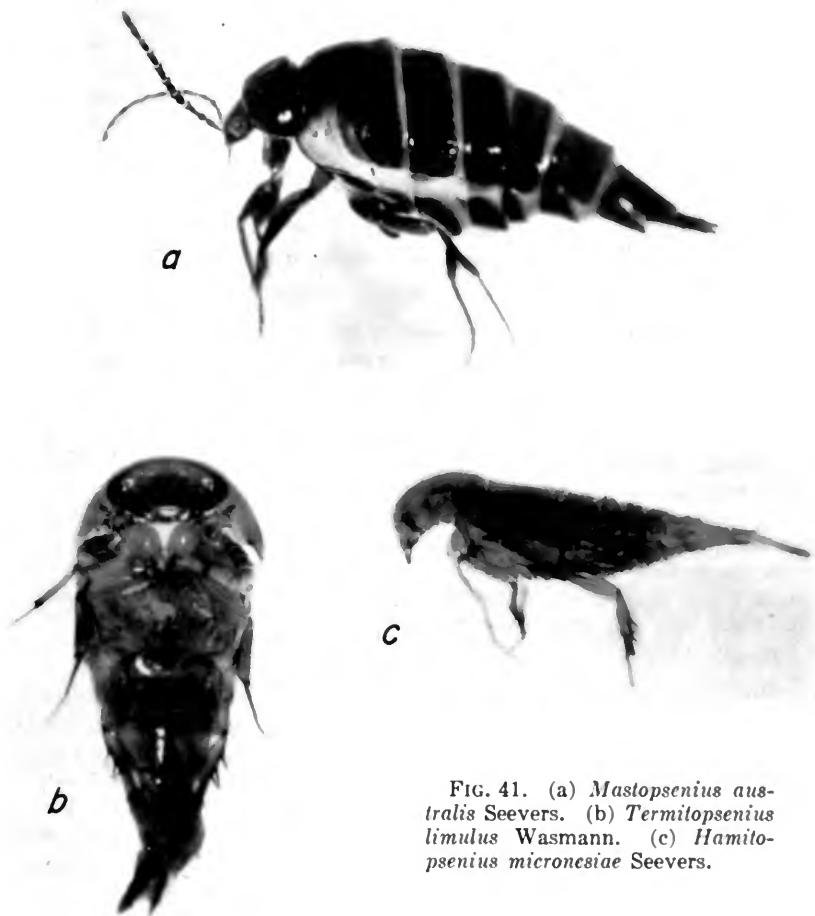 a
b
c
FIG. 41. (a) Mastopsenius aus-
tralis Seevers. (b) Termitopsenius
limulus Wasmann. (c) Hamito-
psenius micronesiae Seevers.